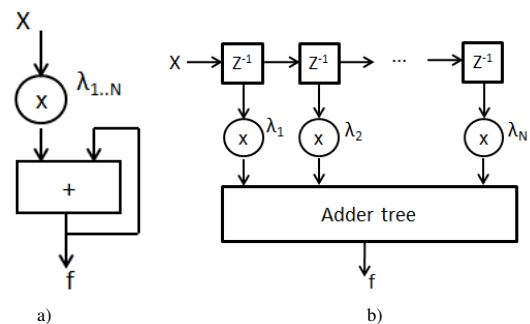 X
λ1..N
x
+
f
a)
X
Z-1
Z-1
...
Z-1
x
λ1
x
λ2
x
λN
Adder tree
f
b)